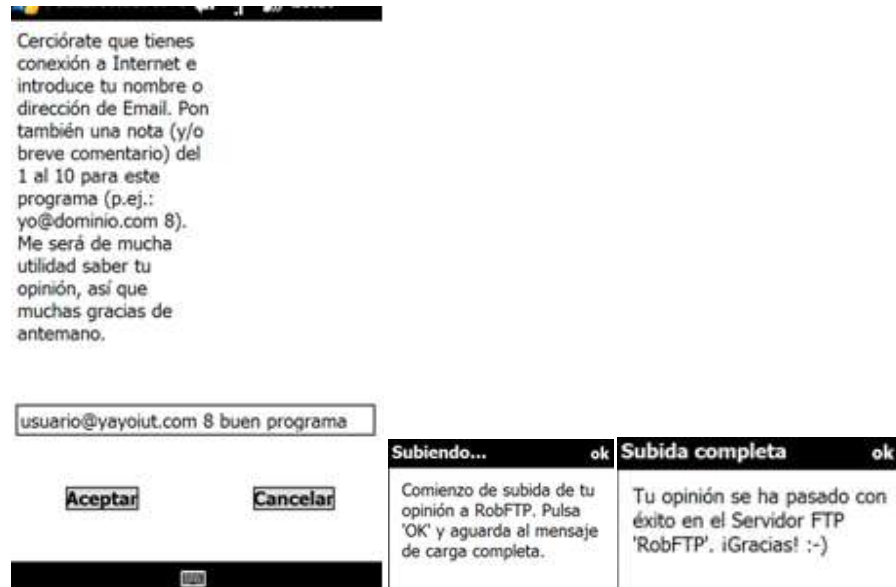 Cerciórate que tienes
conexión a Internet e
introduce tu nombre o
dirección de Email. Pon
también una nota (y/o
breve comentario) del
1 al 10 para este
programa (p.ej.:
yo@dominio.com 8).
Me será de mucha
utilidad saber tu
opinión, así que
muchas gracias de
antemano.
usuario@yayoiut.com 8 buen programa
Aceptar
Cancelar
Subiendo... ok
Comienzo de subida de tu
opinión a RobFTP. Pulsa
'OK' y aguarda al mensaje
de carga completa.
Subida completa ok
Tu opinión se ha pasado con
éxito en el Servidor FTP
'RobFTP'. ¡Gracias! :-)